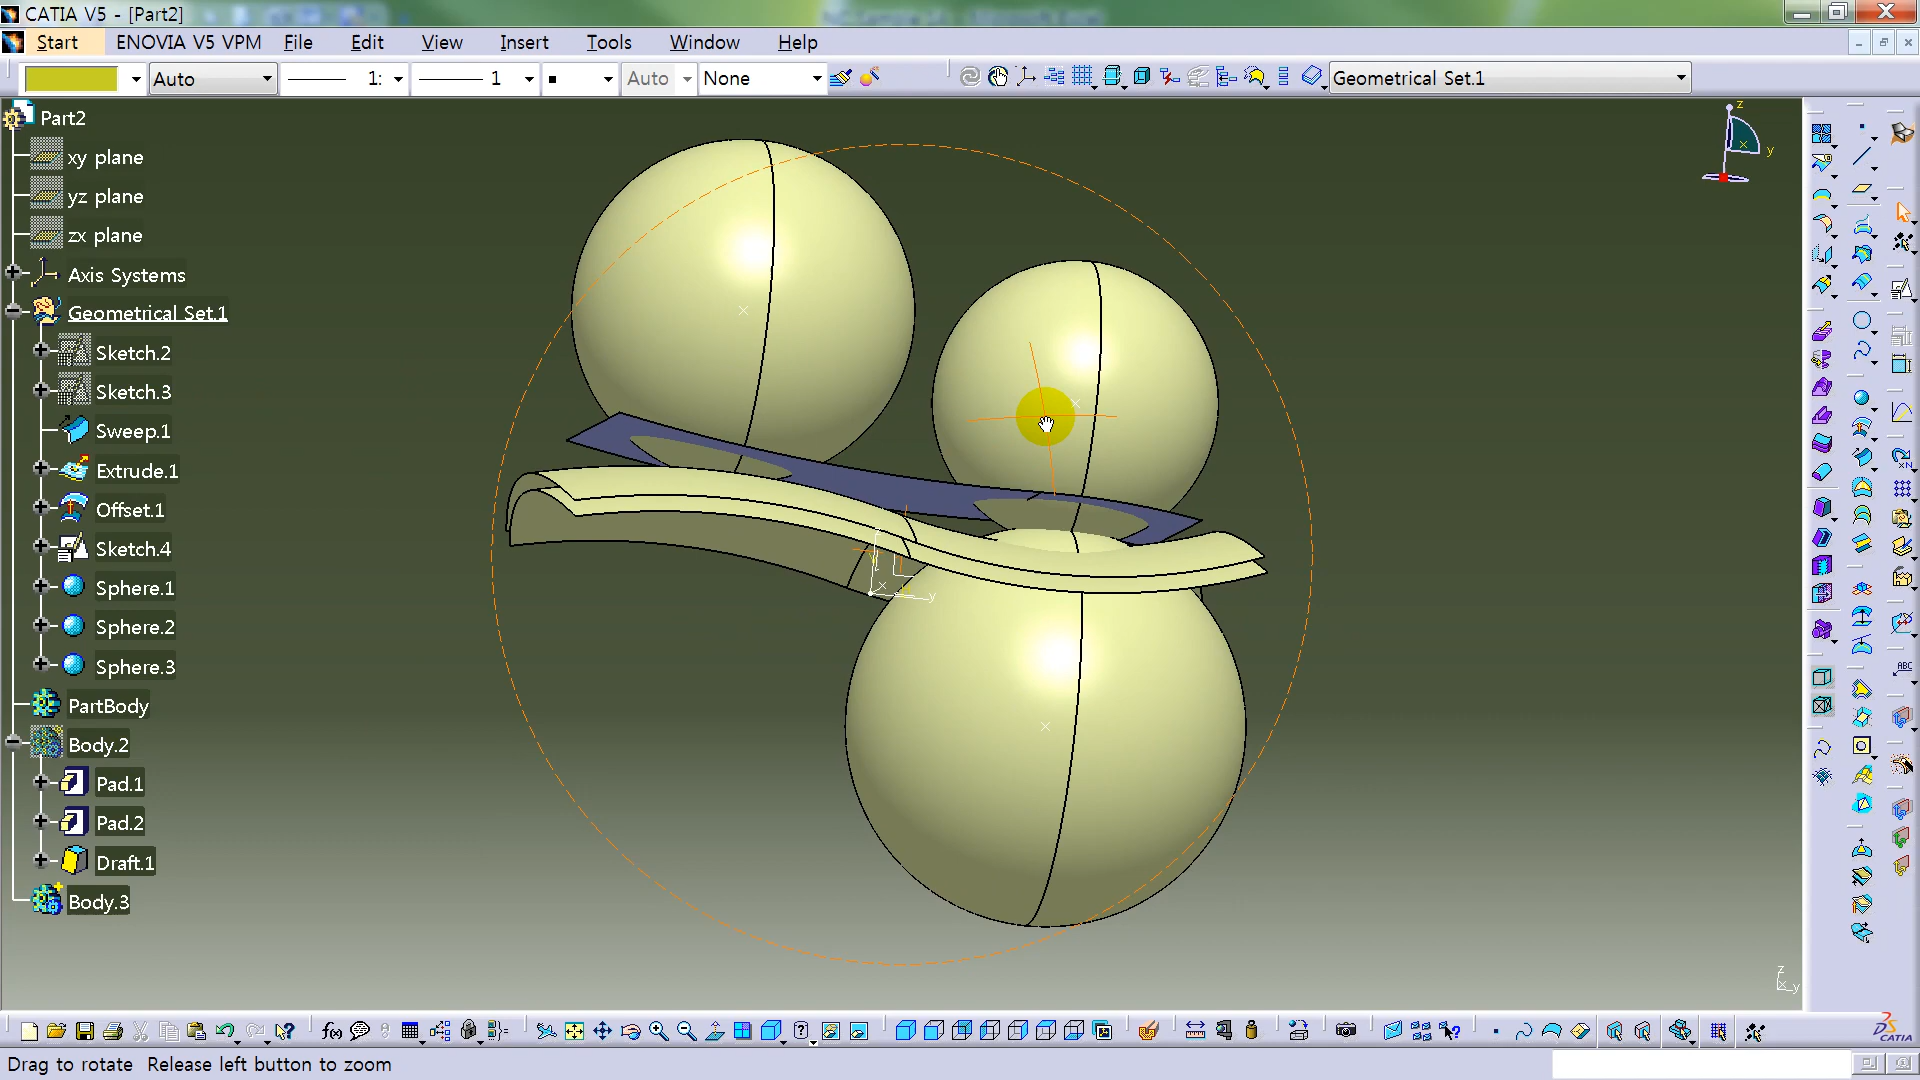 CATIA V5 - [Part2]
Start ENOVIA V5 VPM File Edit View Insert Tools Window Help
Auto 1: 1 Auto None Geometrical Set.1
Part2
xy plane
yz plane
zx plane
Axis Systems
Geometrical Set.1
Sketch.2
Sketch.3
Sweep.1
Extrude.1
Offset.1
Sketch.4
Sphere.1
Sphere.2
Sphere.3
PartBody
Body.2
Pad.1
Pad.2
Draft.1
Body.3
z
x
y
x
y
z
x y
ABC
f(x)
CATIA
Drag to rotate Release left button to zoom